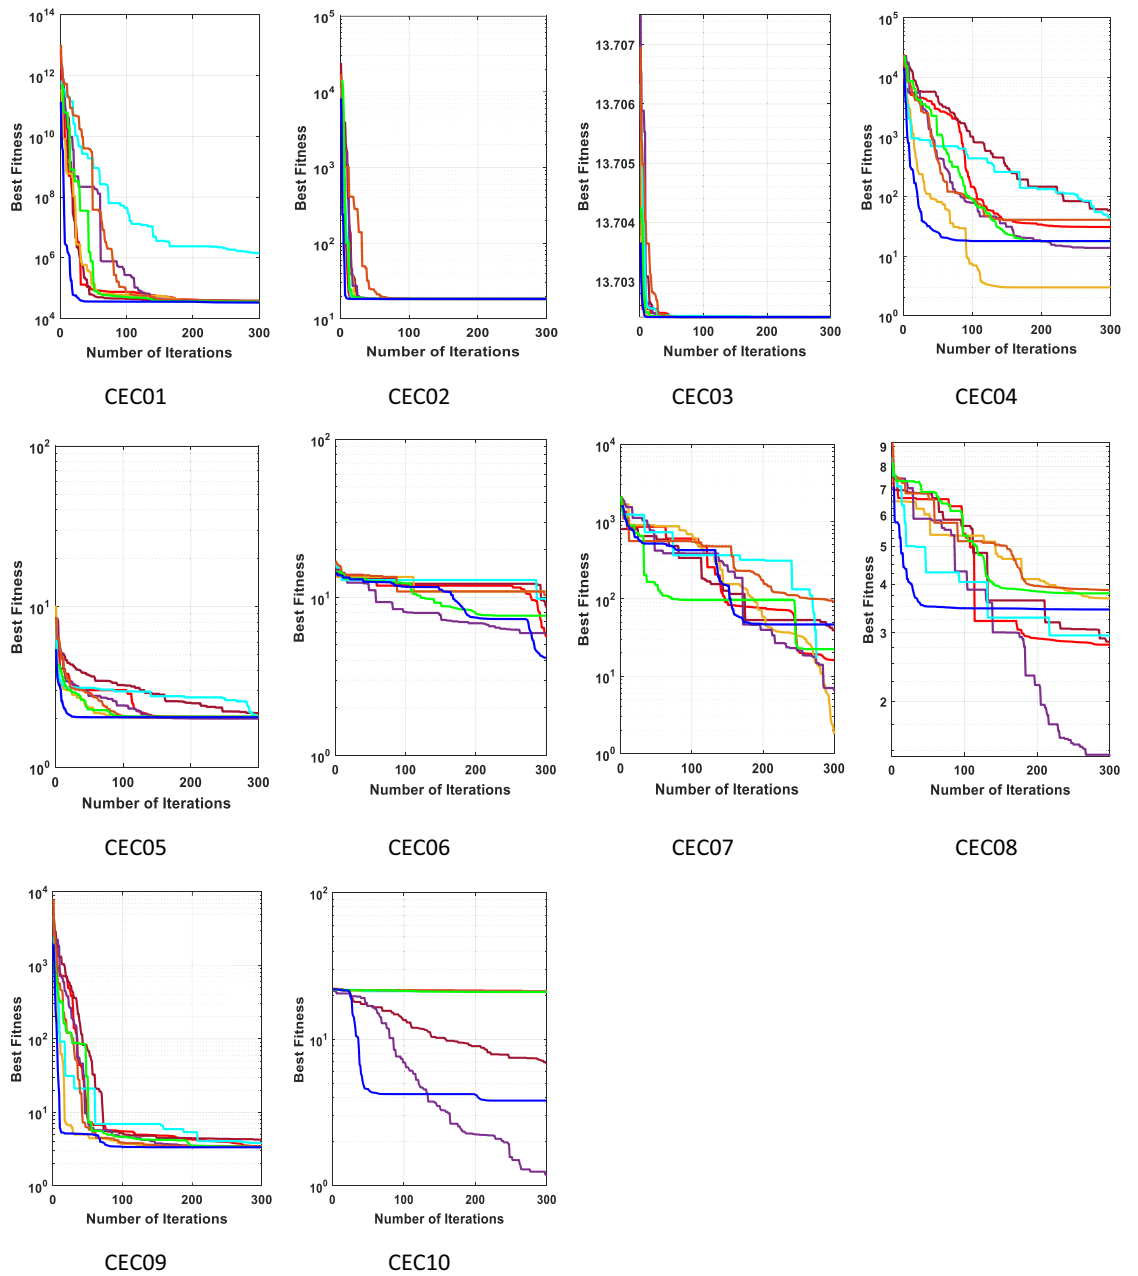 10^14
10^12
10^10
10^8
10^6
10^4
Best Fitness
0 100 200 300
Number of Iterations
CEC01
10^5
10^4
10^3
10^2
10^1
Best Fitness
0 100 200 300
Number of Iterations
CEC02
13.707
13.706
13.705
13.704
13.703
Best Fitness
0 100 200 300
Number of Iterations
CEC03
10^5
10^4
10^3
10^2
10^1
10^0
Best Fitness
0 100 200 300
Number of Iterations
CEC04
10^2
10^1
10^0
Best Fitness
0 100 200 300
Number of Iterations
CEC05
10^2
10^1
10^0
Best Fitness
0 100 200 300
Number of Iterations
CEC06
10^4
10^3
10^2
10^1
10^0
Best Fitness
0 100 200 300
Number of Iterations
CEC07
9
8
7
6
5
4
3
2
Best Fitness
0 100 200 300
Number of Iterations
CEC08
10^4
10^3
10^2
10^1
10^0
Best Fitness
0 100 200 300
Number of Iterations
CEC09
10^2
10^1
10^0
Best Fitness
0 100 200 300
Number of Iterations
CEC10